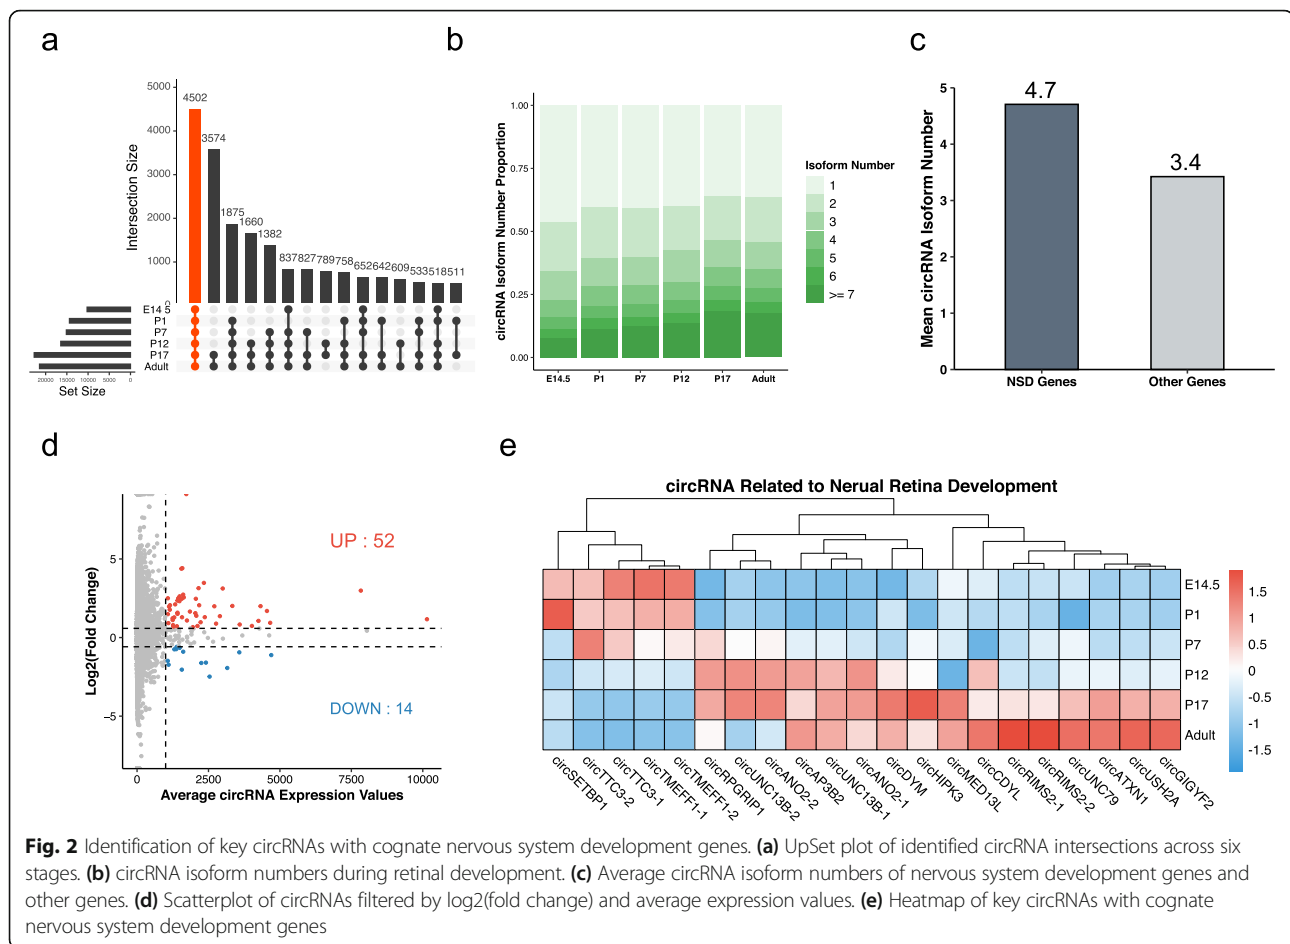 a
b
c
5000
4000
3000
2000
1000
0
Intersection Size
4502
3574
1875
1660
1382
837
827
789
758
652
642
609
533
518
511
E14 5
P1
P7
P12
P17
Adult
20000
15000
10000
5000
0
Set Size
1.00
0.75
0.50
0.25
0.00
circRNA Isoform Number Proportion
E14.5
P1
P7
P12
P17
Adult
Isoform Number
1
2
3
4
5
6
>= 7
Mean circRNA Isoform Number
5
4
3
2
1
0
4.7
3.4
NSD Genes
Other Genes
d
e
Log2(Fold Change)
5
0
−5
UP : 52
DOWN : 14
0
2500
5000
7500
10000
Average circRNA Expression Values
circRNA Related to Nerual Retina Development
E14.5
P1
P7
P12
P17
Adult
1.5
1
0.5
0
-0.5
-1
-1.5
circSETBP1
circTTC3-2
circTTC3-1
circTMEFF1-1
circTMEFF1-2
circRPGRIP1
circUNC13B-2
circANO2-2
circAP3B2
circUNC13B-1
circANO2-1
circDYM
circHIPK3
circMED13L
circCDYL
circRIMS2-1
circRIMS2-2
circUNC79
circATXN1
circUSH2A
circGIGYF2
Fig. 2 Identification of key circRNAs with cognate nervous system development genes. (a) UpSet plot of identified circRNA intersections across six
stages. (b) circRNA isoform numbers during retinal development. (c) Average circRNA isoform numbers of nervous system development genes and
other genes. (d) Scatterplot of circRNAs filtered by log2(fold change) and average expression values. (e) Heatmap of key circRNAs with cognate
nervous system development genes